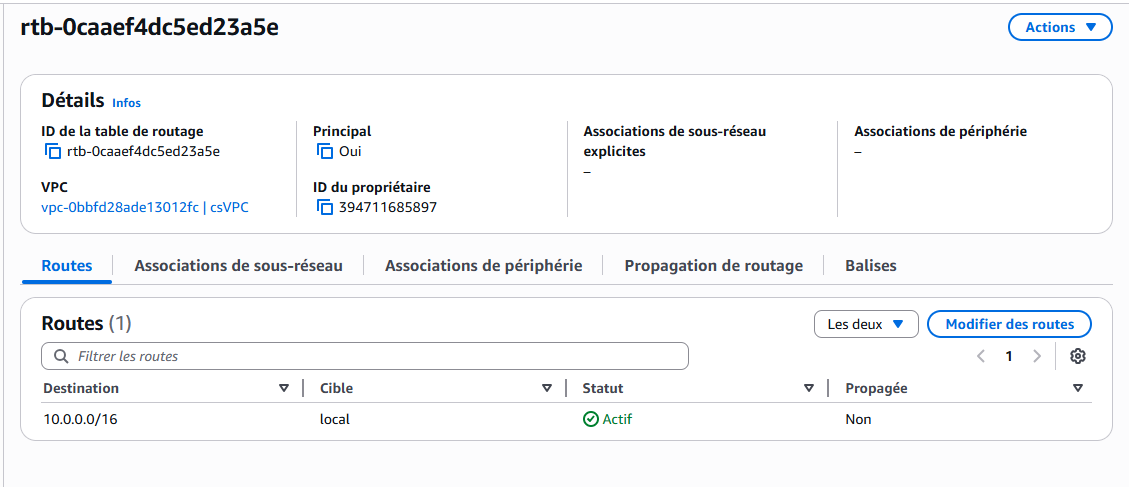 rtb-0caaef4dc5ed23a5e
Actions
Détails Infos
ID de la table de routage
rtb-0caaef4dc5ed23a5e
Principal
Oui
Associations de sous-réseau
explicites
–
Associations de périphérie
–
VPC
vpc-0bbfd28ade13012fc | csVPC
ID du propriétaire
394711685897
Routes
Associations de sous-réseau
Associations de périphérie
Propagation de routage
Balises
Routes (1)
Les deux
Modifier des routes
Filtrer les routes
1
Destination
Cible
Statut
Propagée
10.0.0.0/16
local
Actif
Non